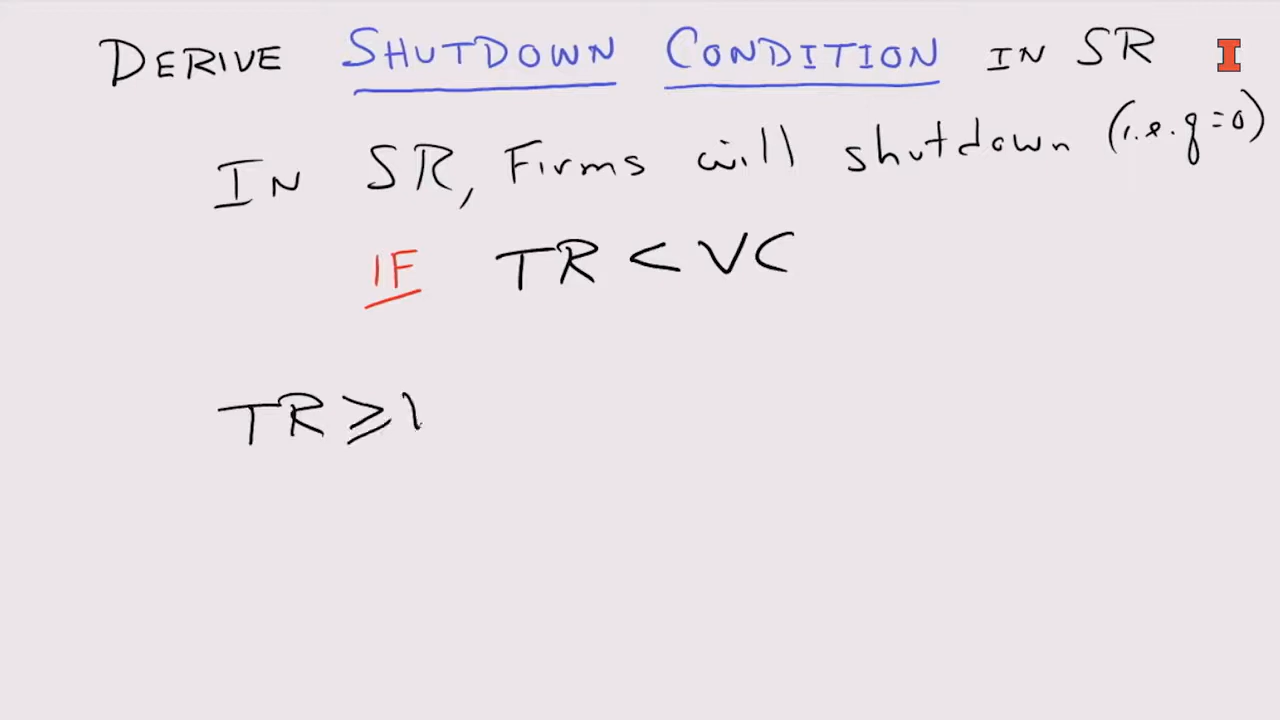 DERIVE SHUTDOWN CONDITION IN SR
IN SR, Firms will shutdown (i.e. q=0)
IF TR < VC
TR ≥